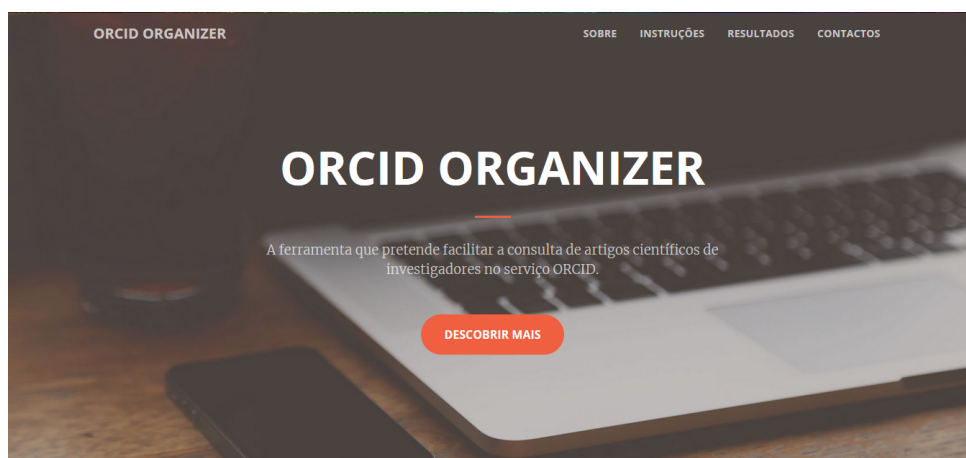 ORCID ORGANIZER
SOBRE INSTRUÇÕES RESULTADOS CONTACTOS
ORCID ORGANIZER
A ferramenta que pretende facilitar a consulta de artigos científicos de
investigadores no serviço ORCID.
DESCOBRIR MAIS